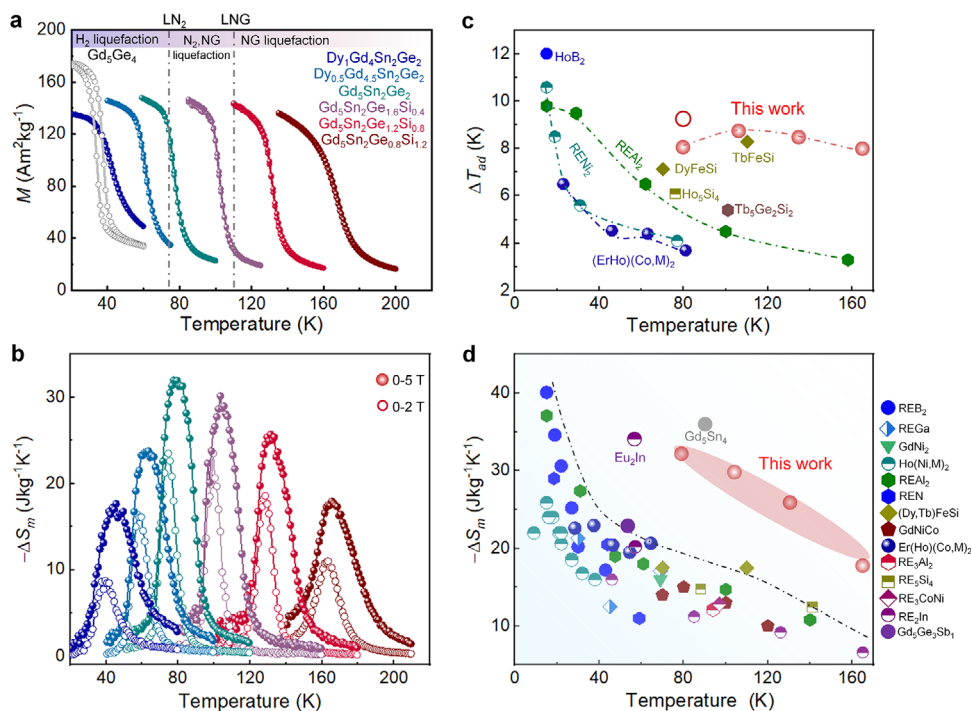 a
LN2 LNG
H2 liquefaction
N2,NG
liquefaction
NG liquefaction
Gd5Ge4
Dy1Gd4Sn2Ge2
Dy0.5Gd4.5Sn2Ge2
Gd5Sn2Ge2
Gd5Sn2Ge1.6Si0.4
Gd5Sn2Ge1.2Si0.8
Gd5Sn2Ge0.8Si1.2
M (Am2kg-1)
200
160
120
80
40
0
40 80 120 160 200
Temperature (K)
b
0-5 T
0-2 T
−ΔSm (JKg-1K-1)
30
20
10
0
40 80 120 160 200
Temperature (K)
c
HoB2
RENi2
REAl2
This work
DyFeSi
TbFeSi
Ho5Si4
Tb5Ge2Si2
(ErHo)(Co,M)2
ΔTad (K)
12
10
8
6
4
2
0 40 80 120 160
Temperature (K)
d
Gd5Sn4
Eu2In
This work
−ΔSm (JKg-1K-1)
40
30
20
10
0 40 80 120 160
Temperature (K)
REB2
REGa
GdNi2
Ho(Ni,M)2
REAl2
REN
(Dy,Tb)FeSi
GdNiCo
Er(Ho)(Co,M)2
RE3Al2
RE5Si4
RE3CoNi
RE2In
Gd5Ge3Sb1